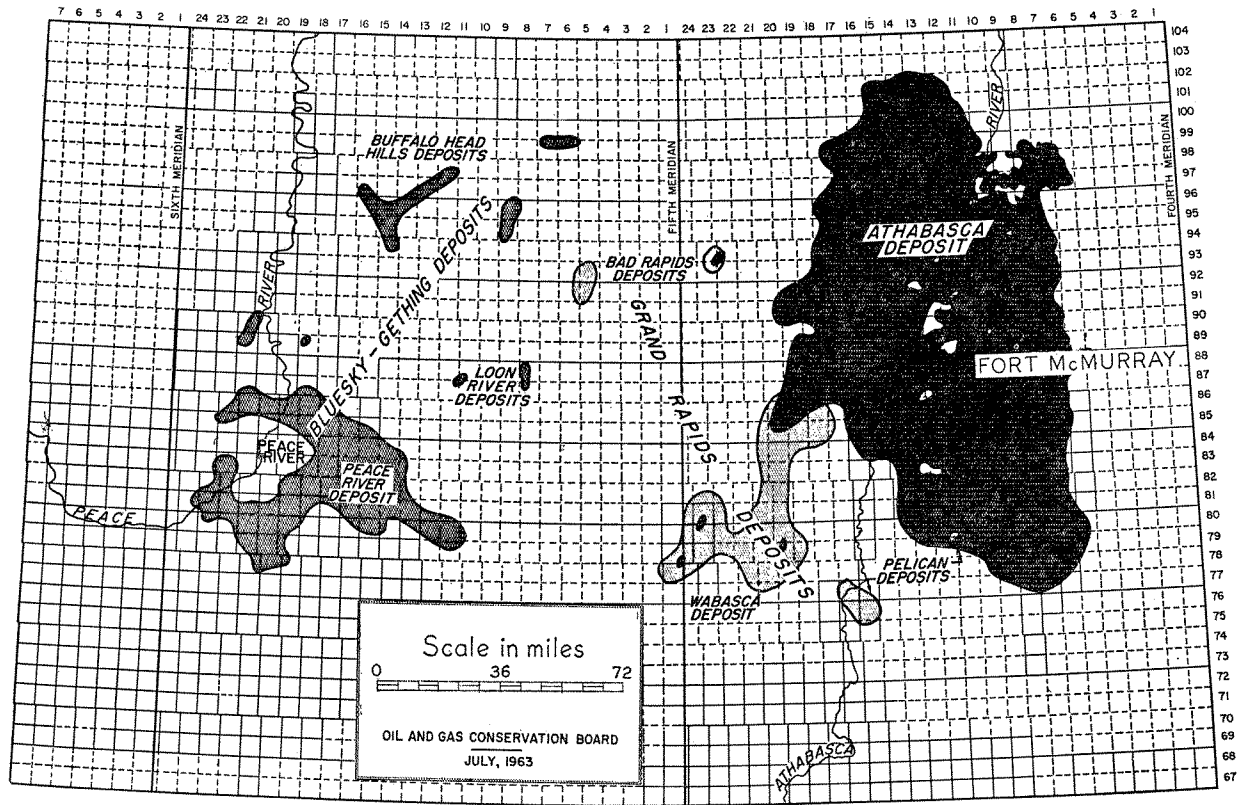 7 6 5 4 3 2 1 24 23 22 21 20 19 18 17 16 15 14 13 12 11 10 9 8 7 6 5 4 3 2 1 24 23 22 21 20 19 18 17 16 15 14 13 12 11 10 9 8 7 6 5 4 3 2 1
104
103
102
101
100
99
98
97
96
95
94
93
92
91
90
89
88
87
86
85
84
83
82
81
80
79
78
77
76
75
74
73
72
71
70
69
68
67
SIXTH MERIDIAN
FIFTH MERIDIAN
FOURTH MERIDIAN
RIVER
BUFFALO HEAD
HILLS DEPOSITS
BLUESKY-GETHING DEPOSITS
ATHABASCA
DEPOSIT
BAD RAPIDS
DEPOSITS
RIVER
GRAND
RAPIDS
DEPOSITS
LOON
RIVER
DEPOSITS
FORT McMURRAY
PEACE
RIVER
PEACE
RIVER
DEPOSIT
PEACE
WABASCA
DEPOSIT
PELICAN
DEPOSITS
ATHABASCA
Scale in miles
0 36 72
OIL AND GAS CONSERVATION BOARD
JULY, 1963